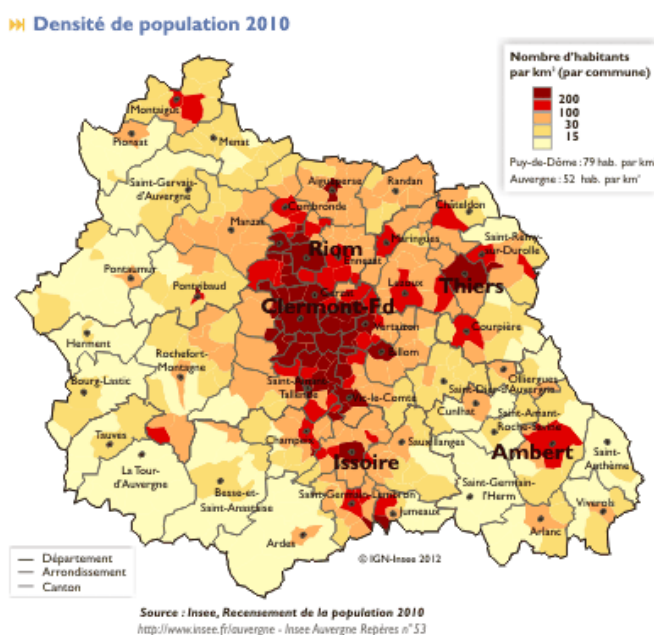 Densité de population 2010
Nombre d'habitants
par km² (par commune)
200
100
30
15
Puy-de-Dôme : 79 hab. par km
Auvergne : 52 hab. par km²
Montaigut
Pionsat
Menat
Saint-Gervais-
d'Auvergne
Aigueperse
Randan
Combronde
Châteldon
Manzat
Riom
Maringues
Saint-Rémy-
sur-Durolle
Ennezat
Pontaumur
Pontgibaud
Lezoux
Thiers
Clermont-Fd
Vertaizon
Courpière
Herment
Rochefort-
Montagne
Billom
Bourg-Lastic
Saint-Amant-
Tallende
Vic-le-Comte
Olliergues
Saint-Dier-d'Auvergne
Cunlhat
Saint-Amant-
Roche-Savine
Tauves
Champeix
Sauxillanges
Ambert
Issoire
Saint-
Anthème
La Tour-
d'Auvergne
Besse-et-
Saint-Anastaise
Saint-Germain-Lembron
Saint-Germain-
l'Herm
Jumeaux
Viverols
Arlanc
Ardes
© IGN-Insee 2012
Département
Arrondissement
Canton
Source : Insee, Recensement de la population 2010
http://www.insee.fr/auvergne - Insee Auvergne Repères n° 53